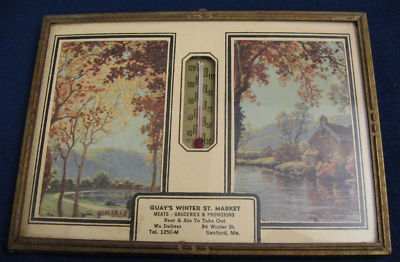 GUAY'S WINTER ST. MARKET
MEATS - GROCERIES & PROVISIONS
Beer & Ale To Take Out
We Deliver 84 Winter St.
Tel. 1250-M Sanford, Me.